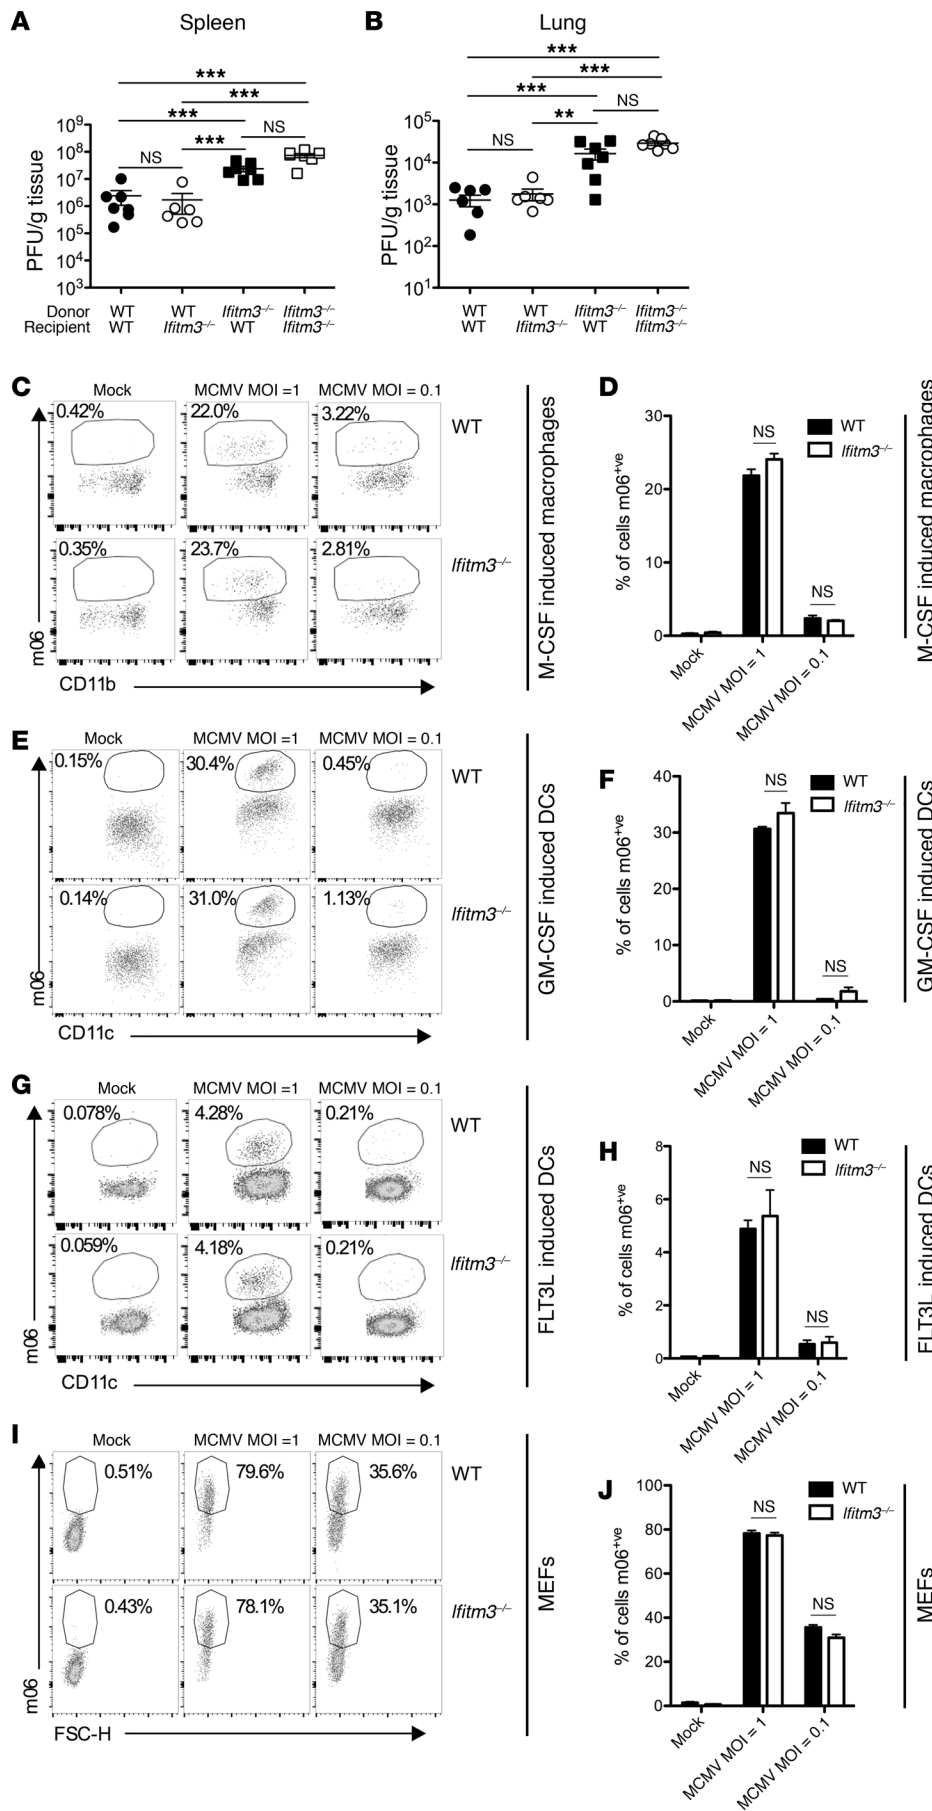 A
Spleen
***
***
***
NS
***
NS
PFU/g tissue
10⁹
10⁸
10⁷
10⁶
10⁵
10⁴
10³
Donor WT WT Ifitm3–/– Ifitm3–/–
Recipient WT Ifitm3–/– WT Ifitm3–/–
B
Lung
***
***
***
NS
**
NS
PFU/g tissue
10⁵
10⁴
10³
10²
10¹
WT WT Ifitm3–/– Ifitm3–/–
WT Ifitm3–/– WT Ifitm3–/–
C
Mock MCMV MOI =1 MCMV MOI = 0.1
0.42% 22.0% 3.22% WT
0.35% 23.7% 2.81% Ifitm3–/–
m06
CD11b
M-CSF induced macrophages
D
% of cells m06+ve
30
20
10
0
WT
Ifitm3–/–
NS
NS
Mock
MCMV MOI = 1
MCMV MOI = 0.1
M-CSF induced macrophages
E
Mock MCMV MOI =1 MCMV MOI = 0.1
0.15% 30.4% 0.45% WT
0.14% 31.0% 1.13% Ifitm3–/–
m06
CD11c
GM-CSF induced DCs
F
% of cells m06+ve
40
30
20
10
0
WT
Ifitm3–/–
NS
NS
Mock
MCMV MOI = 1
MCMV MOI = 0.1
GM-CSF induced DCs
G
Mock MCMV MOI =1 MCMV MOI = 0.1
0.078% 4.28% 0.21% WT
0.059% 4.18% 0.21% Ifitm3–/–
m06
CD11c
FLT3L induced DCs
H
% of cells m06+ve
8
6
4
2
0
WT
Ifitm3–/–
NS
NS
Mock
MCMV MOI = 1
MCMV MOI = 0.1
FLT3L induced DCs
I
Mock MCMV MOI =1 MCMV MOI = 0.1
0.51% 79.6% 35.6% WT
0.43% 78.1% 35.1% Ifitm3–/–
m06
FSC-H
MEFs
J
% of cells m06+ve
100
80
60
40
20
0
WT
Ifitm3–/–
NS
NS
Mock
MCMV MOI = 1
MCMV MOI = 0.1
MEFs